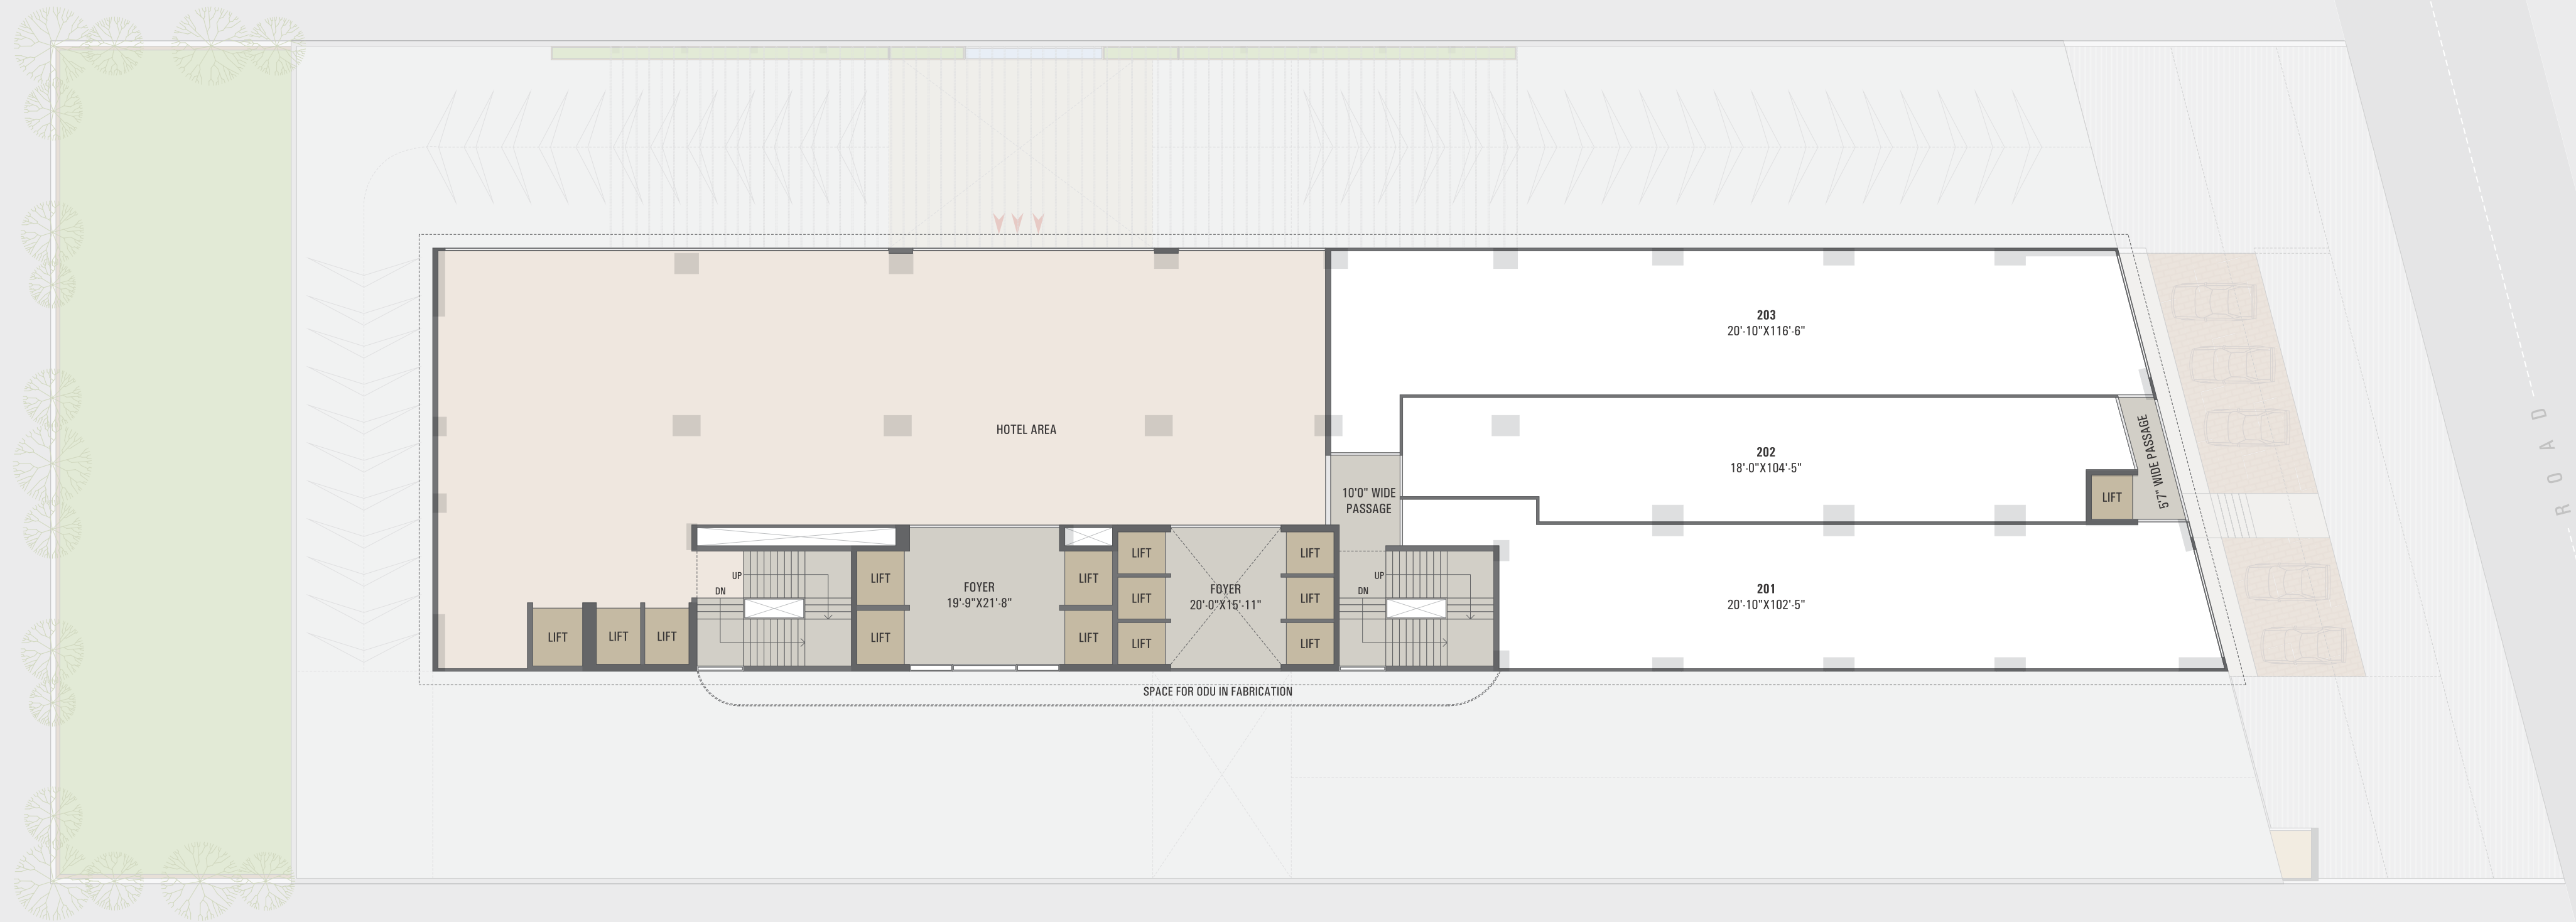 203
20'-10"X116'-6"
HOTEL AREA
202
18'-0"X104'-5"
5'7" WIDE PASSAGE
LIFT
10'0" WIDE
PASSAGE
ROAD
LIFT
LIFT
LIFT
UP
DN
LIFT
LIFT
FOYER
19'-9"X21'-8"
LIFT
LIFT
LIFT
LIFT
LIFT
FOYER
20'-0"X15'-11"
LIFT
LIFT
LIFT
UP
DN
201
20'-10"X102'-5"
SPACE FOR ODU IN FABRICATION